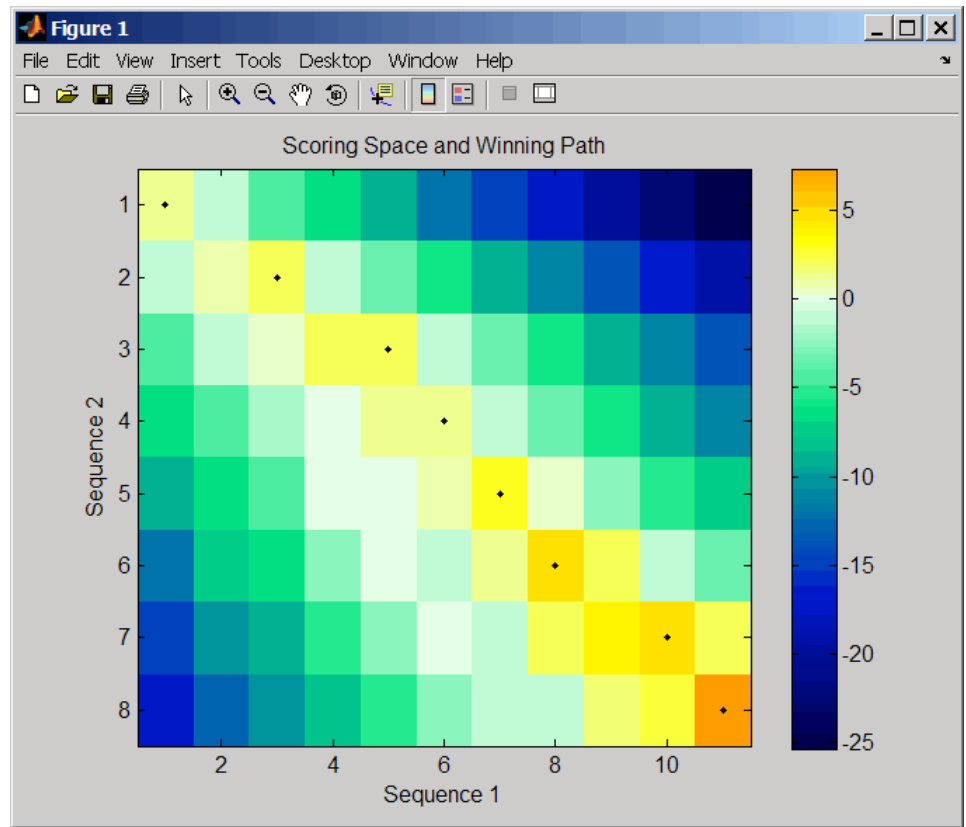 Figure 1
File Edit View Insert Tools Desktop Window Help
Scoring Space and Winning Path
1
2
3
4
5
6
7
8
Sequence 2
2 4 6 8 10
Sequence 1
5
0
-5
-10
-15
-20
-25